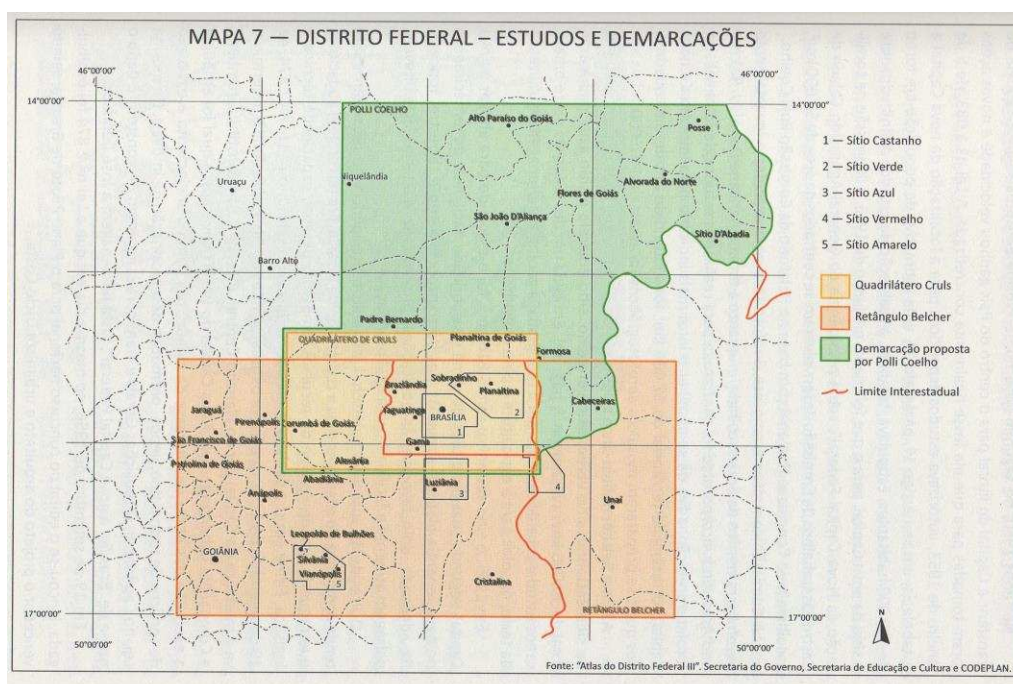 MAPA 7 — DISTRITO FEDERAL – ESTUDOS E DEMARCAÇÕES
46°00'00"
46°00'00"
14°00'00"
14°00'00"
POLLI COELHO
Alto Paraíso do Goiás
Posse
Uruaçu
Niquelândia
Flores de Goiás
Alvorada do Norte
São João D'Aliança
Sítio D'Abadia
Barro Alto
Padre Bernardo
QUADRILÁTERO DE CRULS
Planaltina de Goiás
Formosa
Brazlândia
Sobradinho
Planaltina
2
Jaraguá
Pirenópolis
Corumbá de Goiás
Taguatinga
BRASÍLIA
1
Cabeceiras
São Francisco de Goiás
Gama
Petrolina de Goiás
Alexânia
Abadiânia
Luziânia
3
4
Anápolis
Unaí
Leopoldo de Bulhões
GOIÂNIA
Silvânia
Vianópolis
5
Cristalina
RETÂNGULO BELCHER
17°00'00"
17°00'00"
50°00'00"
50°00'00"
1 — Sítio Castanho
2 — Sítio Verde
3 — Sítio Azul
4 — Sítio Vermelho
5 — Sítio Amarelo
Quadrilátero Cruls
Retângulo Belcher
Demarcação proposta
por Polli Coelho
Limite Interestadual
N
Fonte: "Atlas do Distrito Federal III". Secretaria do Governo, Secretaria de Educação e Cultura e CODEPLAN.